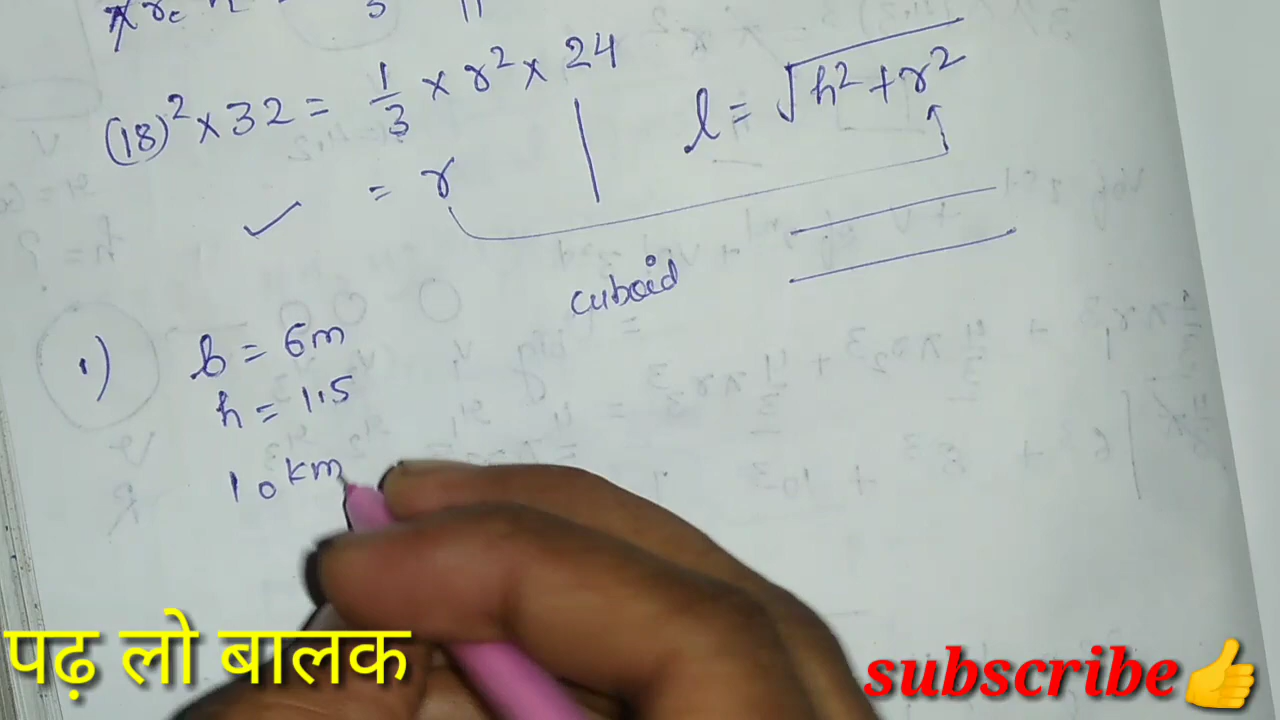 (18)² × 32 = 1/3 × r² × 24
l = √h² + r²
= r
cuboid
1) b = 6m
h = 1.5
10 km
पढ़ लो बालक
subscribe